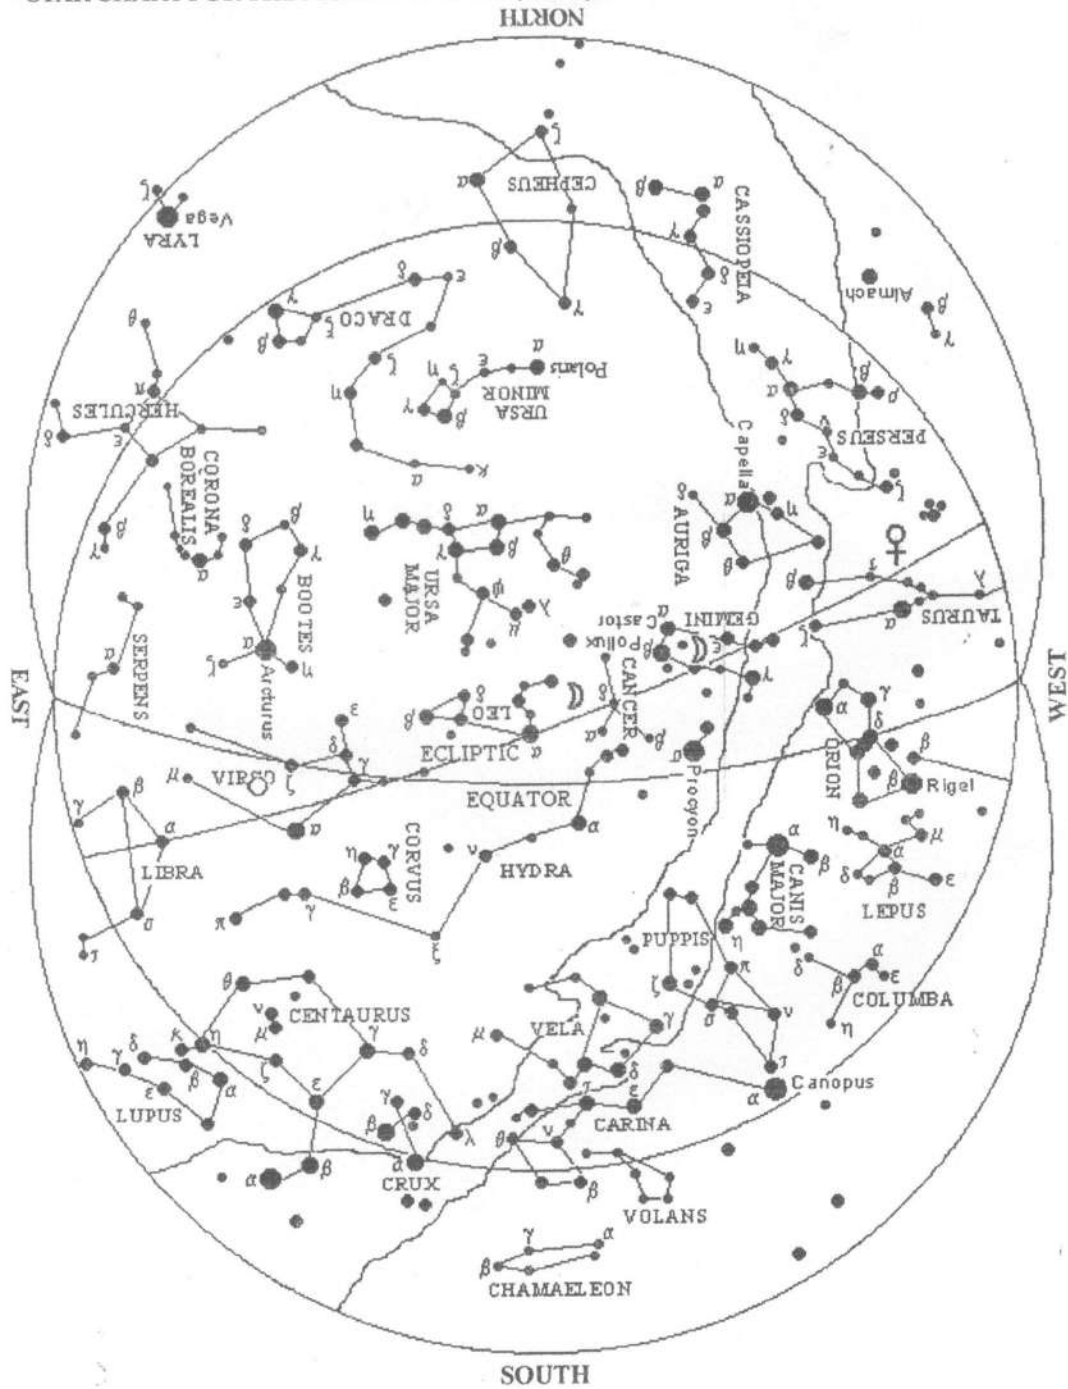 NORTH
ζ
CEPHEUS
α
β
γ
β
α
CASSIOPEIA
γ
δ
ε
ζ
Vega
LYRA
Almach
β
γ
γ
δ
ε
DRACO
β
ξ
ζ
η
α
κ
α
Polaris
ε
ζ
η
URSA
MINOR
γ
β
η
γ
α
β
ρ
δ
ν
PERSEUS
ε
ζ
θ
π
HERCULES
δ
ε
β
γ
CORONA
BOREALIS
α
β
δ
γ
BOOTES
ε
α
ζ
η
Arcturus
η
δ
α
γ
β
θ
URSA
MAJOR
ψ
λ
μ
Capella
δ
AURIGA
η
β
θ
♀
β
τ
λ
TAURUS
α
ζ
GEMINI
α
Castor
β
Pollux
ε
γ
SERPENS
α
EAST
WEST
δ
LEO
β
α
CANCER
δ
α
β
ECLIPTIC
EQUATOR
ε
δ
γ
VIRGO
ζ
μ
α
α
Procyon
α
γ
δ
ORION
β
β
Rigel
γ
β
α
LIBRA
σ
τ
CORVUS
η
γ
β
ε
ν
HYDRA
α
π
γ
ξ
α
β
CANIS
MAJOR
η
η
μ
α
δ
β
ε
LEPUS
PUPPIS
π
ζ
σ
ν
τ
δ
α
β
ε
COLUMBA
η
θ
ν
CENTAURUS
μ
κ
η
γ
δ
ζ
ε
λ
β
α
η
γ
δ
β
ε
α
LUPUS
μ
VELA
γ
δ
τ
Canopus
α
ε
CARINA
θ
ν
β
γ
β
δ
α
CRUX
VOLANS
γ
α
β
CHAMAELEON
SOUTH